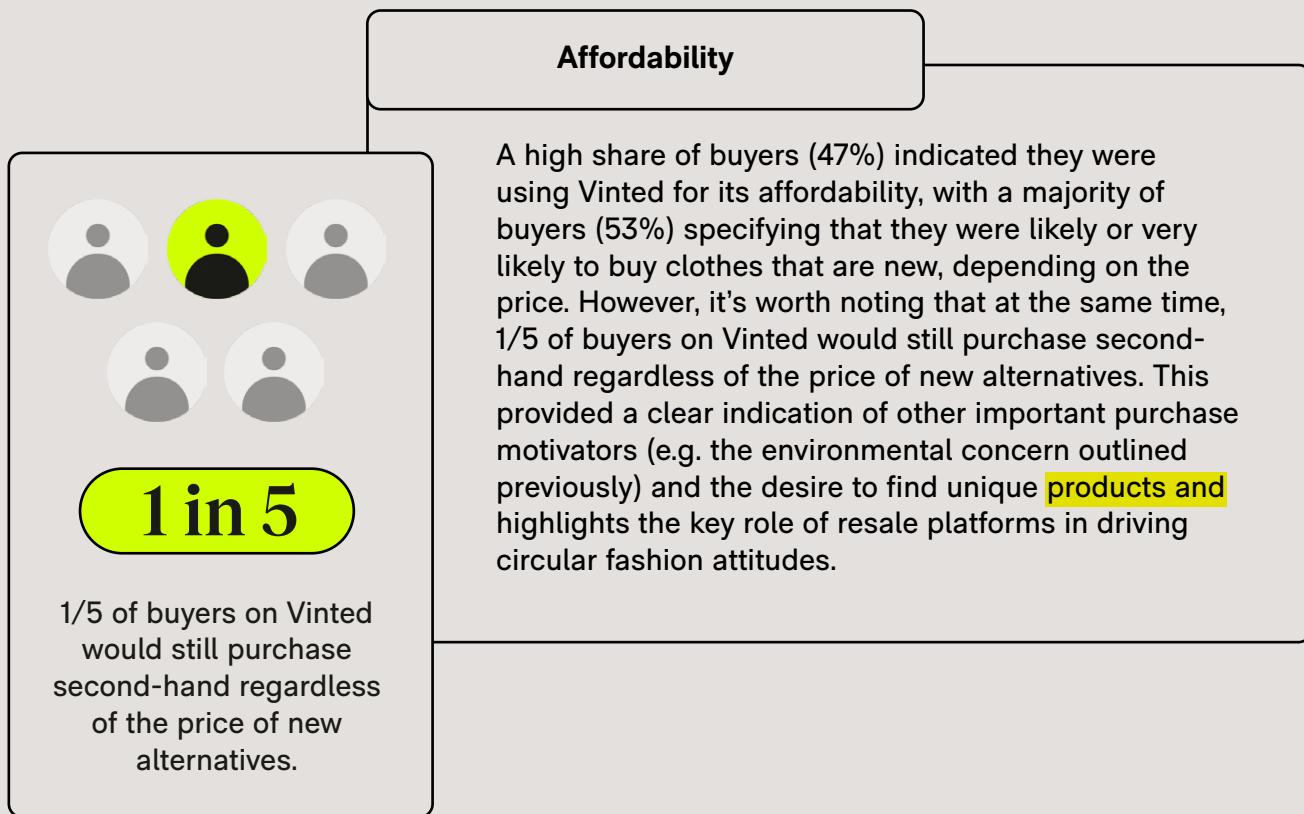 Affordability
A high share of buyers (47%) indicated they were
using Vinted for its affordability, with a majority of
buyers (53%) specifying that they were likely or very
likely to buy clothes that are new, depending on the
price. However, it’s worth noting that at the same time,
1/5 of buyers on Vinted would still purchase second-
hand regardless of the price of new alternatives. This
provided a clear indication of other important purchase
motivators (e.g. the environmental concern outlined
previously) and the desire to find unique products and
highlights the key role of resale platforms in driving
circular fashion attitudes.
1 in 5
1/5 of buyers on Vinted
would still purchase
second-hand regardless
of the price of new
alternatives.